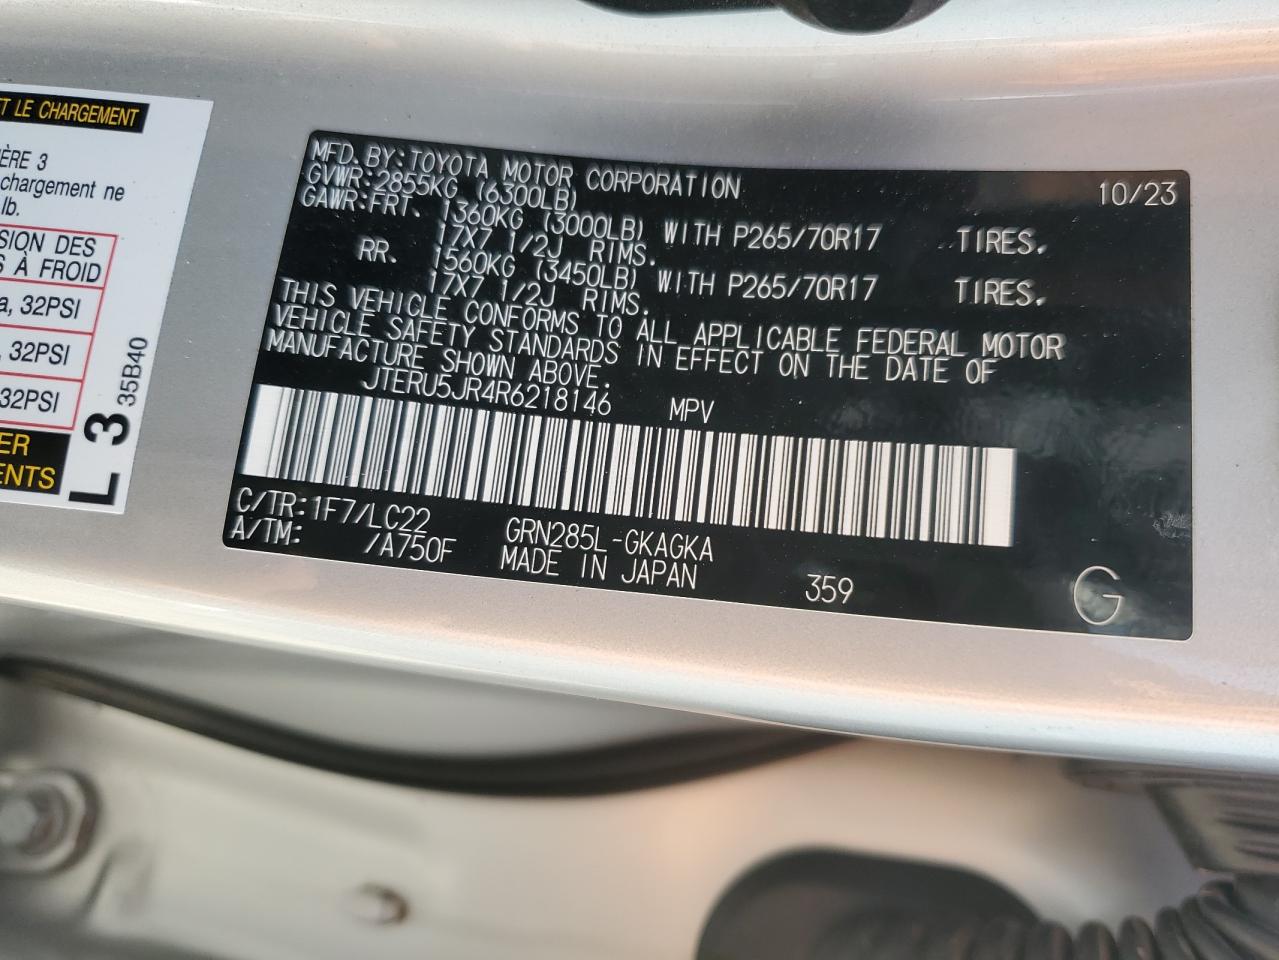 ET LE CHARGEMENT
ÈRE 3
chargement ne
lb.
SION DES
S À FROID
a, 32PSI
, 32PSI
32PSI
ER
ENTS
L 3
35B40
MFD. BY:TOYOTA MOTOR CORPORATION 10/23
GVWR:2855KG (6300LB)
GAWR:FRT. 1360KG (3000LB) WITH P265/70R17 TIRES.
17X7 1/2J RIMS.
RR. 1560KG (3450LB) WITH P265/70R17 TIRES.
17X7 1/2J RIMS.
THIS VEHICLE CONFORMS TO ALL APPLICABLE FEDERAL MOTOR
VEHICLE SAFETY STANDARDS IN EFFECT ON THE DATE OF
MANUFACTURE SHOWN ABOVE.
JTERU5JR4R6218146 MPV
C/TR:1F7/LC22 GRN285L-GKAGKA
A/TM: /A750F MADE IN JAPAN 359 G